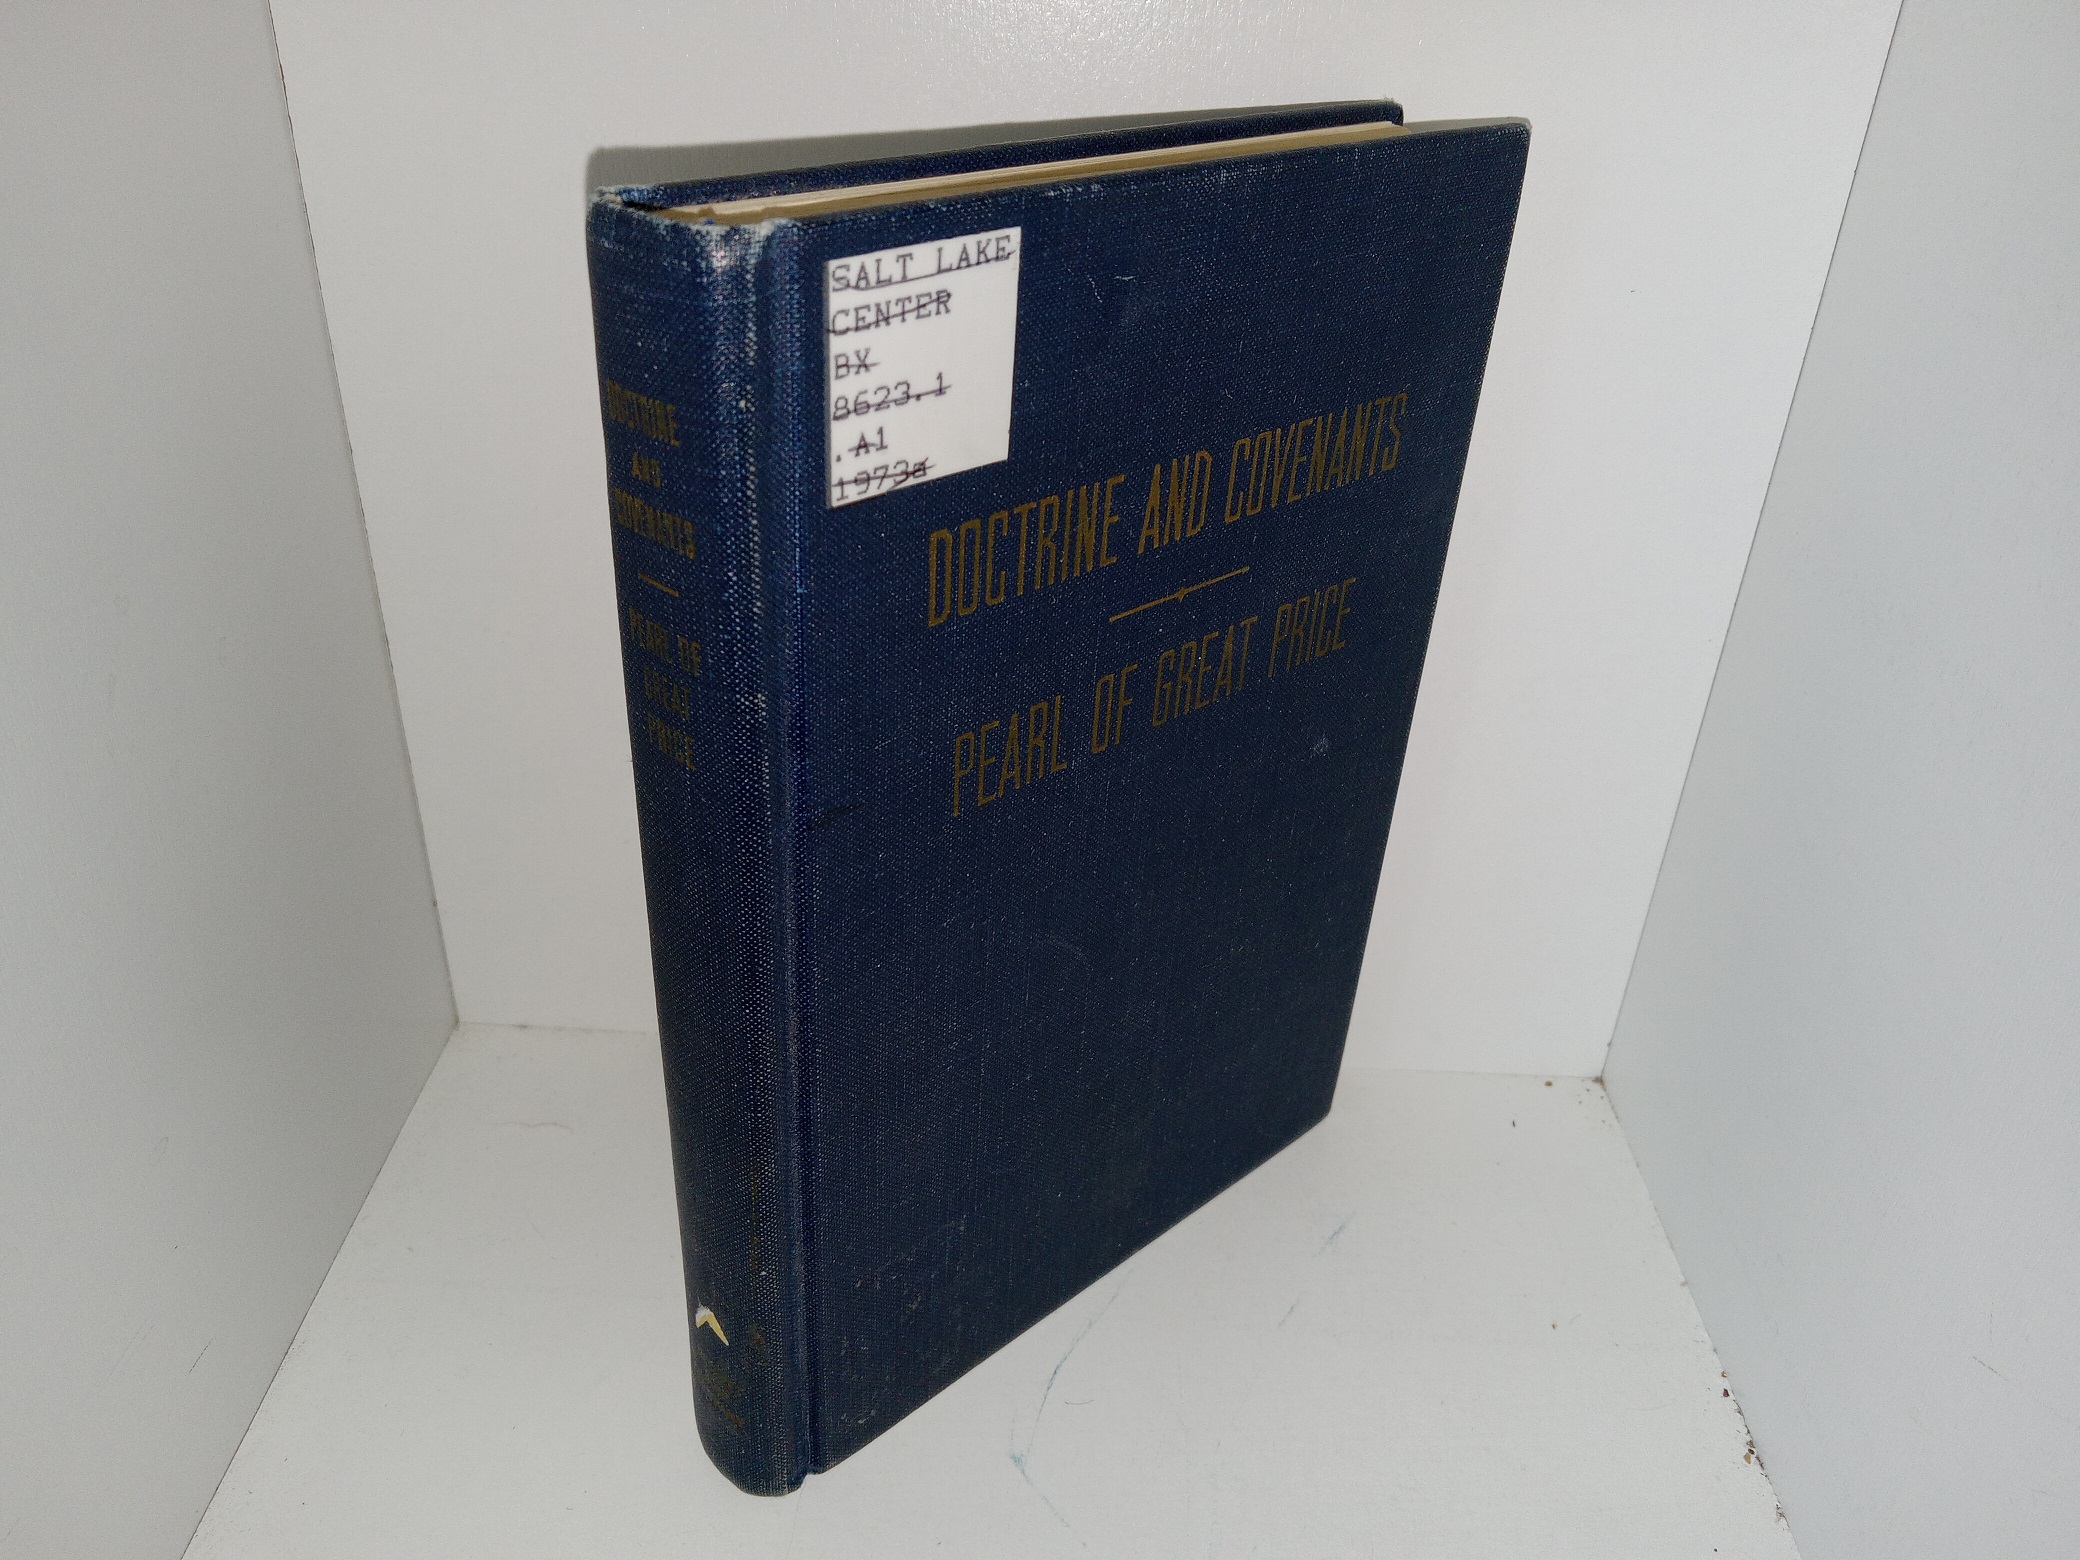 SALT LAKE
CENTER
BX
8623.1
.A1
1973a
DOCTRINE AND COVENANTS
PEARL OF GREAT PRICE
DOCTRINE
AND
COVENANTS
PEARL OF
GREAT
PRICE